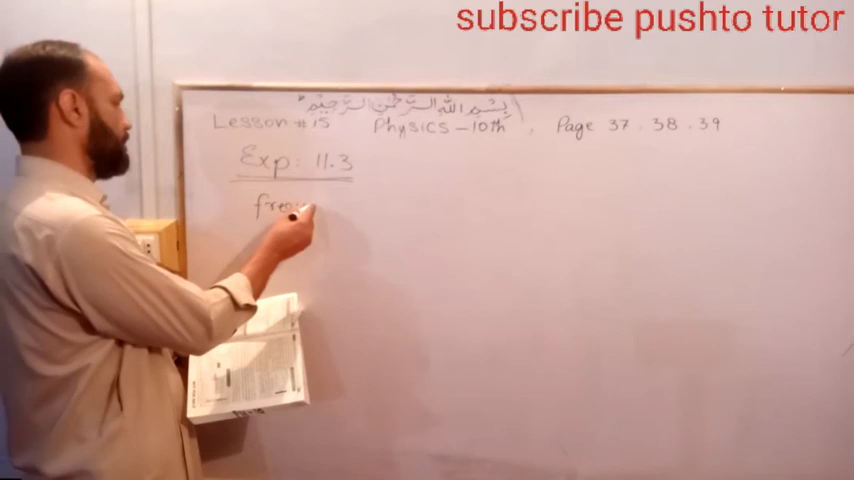 subscribe pushto tutor
بِسْمِ اللّٰهِ الرَّحْمٰنِ الرَّحِيْمِ
Lesson # 15 Physics - 10th , Page 37 . 38 . 39
Exp: 11.3